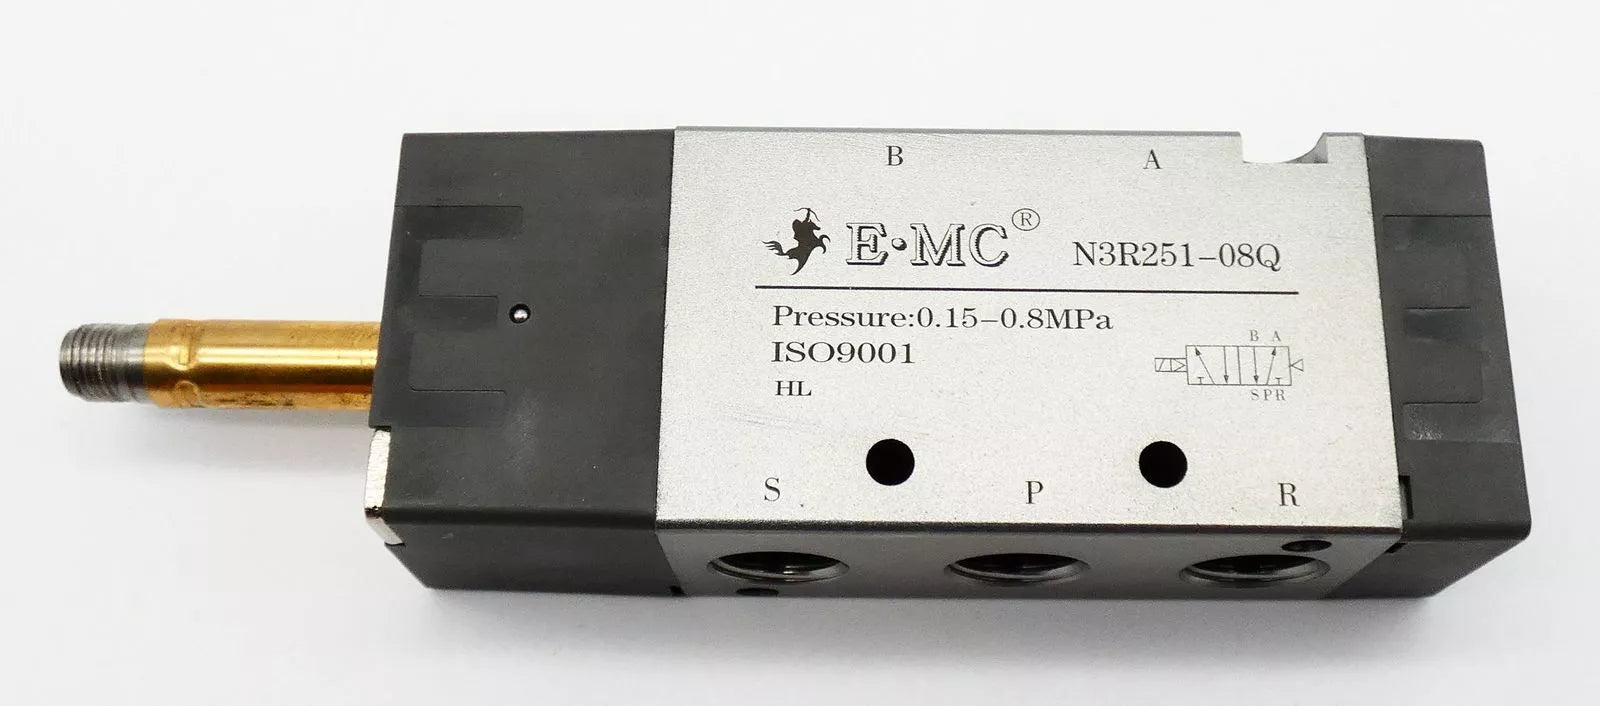 B A
E·MC® N3R251-08Q
Pressure:0.15-0.8MPa
ISO9001
HL
B A
S P R
S P R